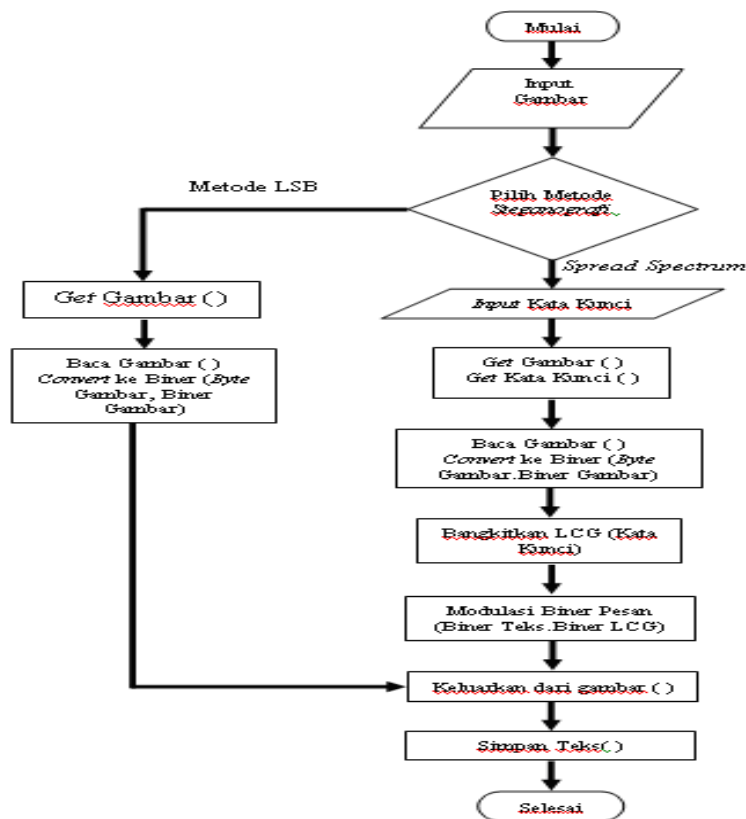 Mulai
Input
Gambar
Pilih Metode
Steganografi
Metode LSB
Spread Spectrum
Get Gambar ( )
Input Kata Kunci
Baca Gambar ( )
Convert ke Biner (Byte
Gambar, Biner
Gambar)
Get Gambar ( )
Get Kata Kunci ( )
Baca Gambar ( )
Convert ke Biner (Byte
Gambar.Biner Gambar)
Bangkitkan LCG (Kata
Kunci)
Modulasi Biner Pesan
(Biner Teks.Biner LCG)
Keluarkan dari gambar ( )
Simpan Teks( )
Selesai